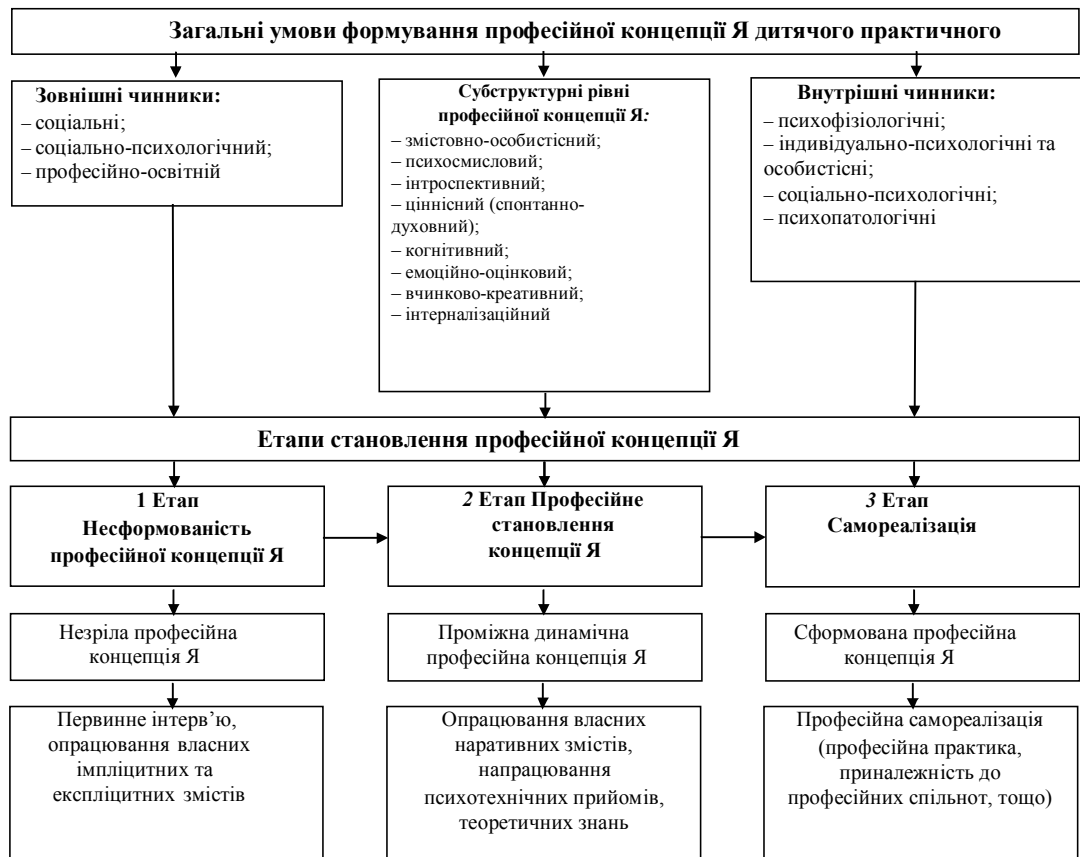 Загальні умови формування професійної концепції Я дитячого практичного
Зовнішні чинники:
– соціальні;
– соціально-психологічний;
– професійно-освітній
Субструктурні рівні
професійної концепції Я:
– змістовно-особистісний;
– психосмисловий;
– інтроспективний;
– ціннісний (спонтанно-
духовний);
– когнітивний;
– емоційно-оцінковий;
– вчинково-креативний;
– інтерналізаційний
Внутрішні чинники:
– психофізіологічні;
– індивідуально-психологічні та
особистісні;
– соціально-психологічні;
– психопатологічні
Етапи становлення професійної концепції Я
1 Етап
Несформованість
професійної концепції Я
2 Етап Професійне
становлення
концепції Я
3 Етап
Самореалізація
Незріла професійна
концепція Я
Проміжна динамічна
професійна концепція Я
Сформована професійна
концепція Я
Первинне інтерв’ю,
опрацювання власних
імпліцитних та
експліцитних змістів
Опрацювання власних
наративних змістів,
напрацювання
психотехнічних прийомів,
теоретичних знань
Професійна самореалізація
(професійна практика,
приналежність до
професійних спільнот, тощо)